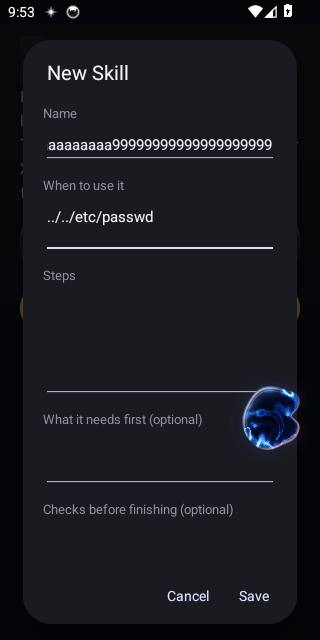 9:53
New Skill
Name
aaaaaaaa99999999999999999999
When to use it
../../etc/passwd
Steps
What it needs first (optional)
Checks before finishing (optional)
Cancel
Save